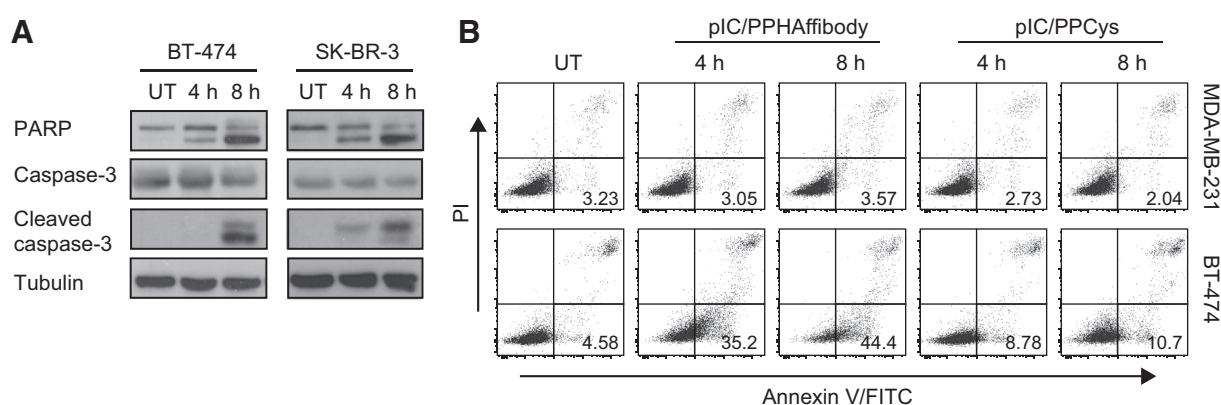 A
BT-474 SK-BR-3
UT 4 h 8 h UT 4 h 8 h
PARP
Caspase-3
Cleaved
caspase-3
Tubulin
B
pIC/PPHAffibody pIC/PPCys
UT 4 h 8 h 4 h 8 h
3.23 3.05 3.57 2.73 2.04
MDA-MB-231
PI
4.58 35.2 44.4 8.78 10.7
BT-474
Annexin V/FITC